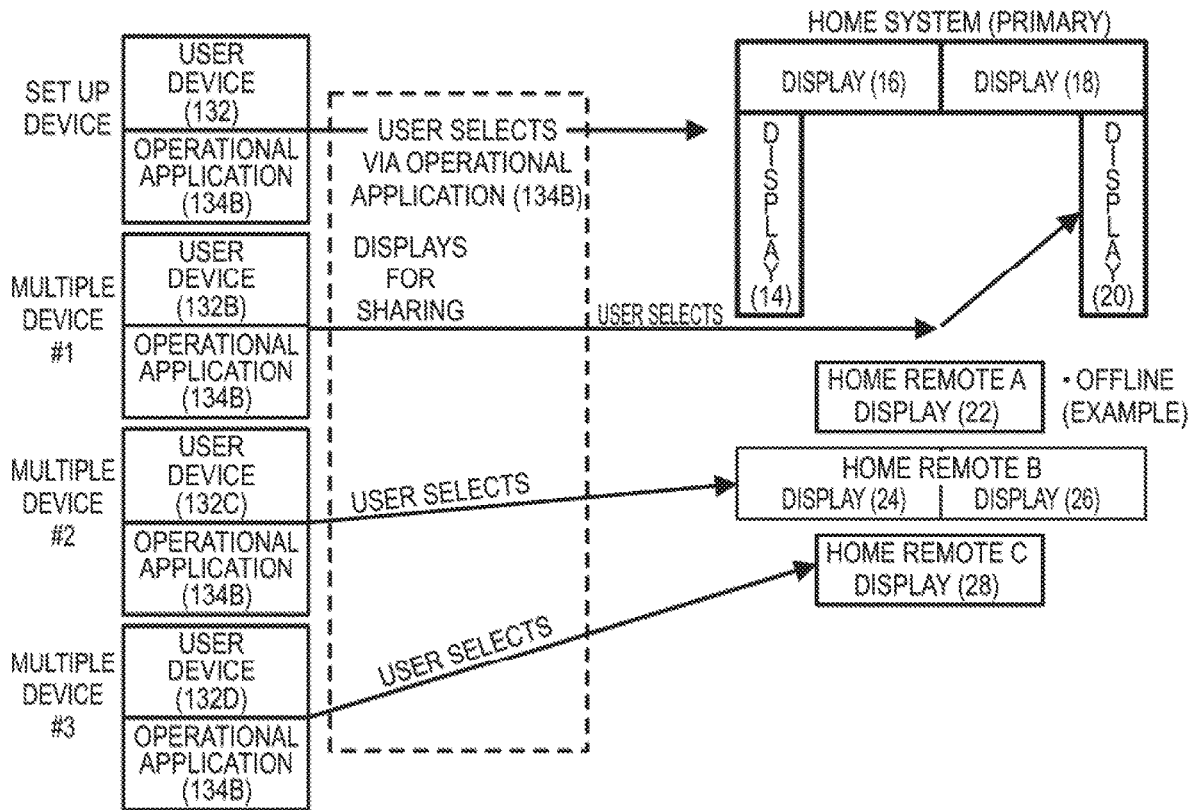 HOME SYSTEM (PRIMARY)
SET UP
DEVICE
USER
DEVICE
(132)
OPERATIONAL
APPLICATION
(134B)
USER SELECTS
VIA OPERATIONAL
APPLICATION (134B)
DISPLAYS
FOR
SHARING
DISPLAY (16)
DISPLAY (18)
DISPLAY
(14)
DISPLAY
(20)
MULTIPLE
DEVICE
#1
USER
DEVICE
(132B)
OPERATIONAL
APPLICATION
(134B)
USER SELECTS
HOME REMOTE A
DISPLAY (22)
• OFFLINE
(EXAMPLE)
MULTIPLE
DEVICE
#2
USER
DEVICE
(132C)
OPERATIONAL
APPLICATION
(134B)
USER SELECTS
HOME REMOTE B
DISPLAY (24)
DISPLAY (26)
MULTIPLE
DEVICE
#3
USER
DEVICE
(132D)
OPERATIONAL
APPLICATION
(134B)
USER SELECTS
HOME REMOTE C
DISPLAY (28)